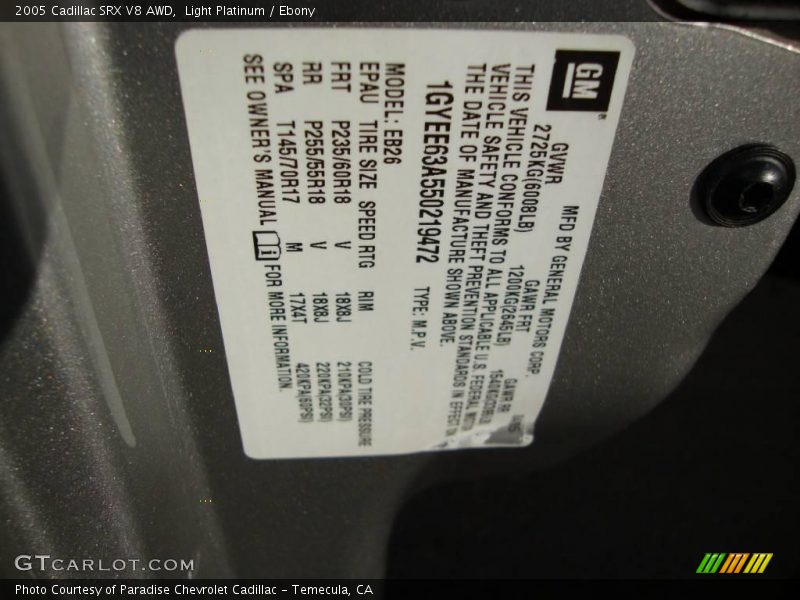 2005 Cadillac SRX V8 AWD, Light Platinum / Ebony
GM
MFD BY GENERAL MOTORS CORP.
GVWR GAWR FRT GAWR RR
2725KG(6008LB) 1200KG(2645LB)
THIS VEHICLE CONFORMS TO ALL APPLICABLE U.S. FEDERAL MOTOR
VEHICLE SAFETY AND THEFT PREVENTION STANDARDS IN EFFECT ON
THE DATE OF MANUFACTURE SHOWN ABOVE.
1GYEE63A550219472 TYPE: M.P.V.
MODEL: EB26
EPAU TIRE SIZE SPEED RTG RIM COLD TIRE PRESSURE
FRT P235/60R18 V 18X8J 210KPA(30PSI)
RR P255/55R18 V 18X8J 220KPA(32PSI)
SPA T145/70R17 M 17X4T 420KPA(60PSI)
SEE OWNER'S MANUAL i FOR MORE INFORMATION.
GTCARLOT.COM
Photo Courtesy of Paradise Chevrolet Cadillac - Temecula, CA